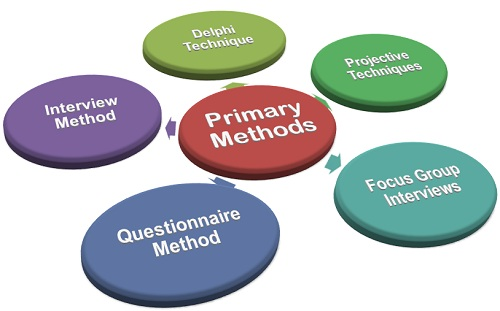 Delphi
Technique
Projective
Techniques
Interview
Method
Primary
Methods
Focus Group
Interviews
Questionnaire
Method